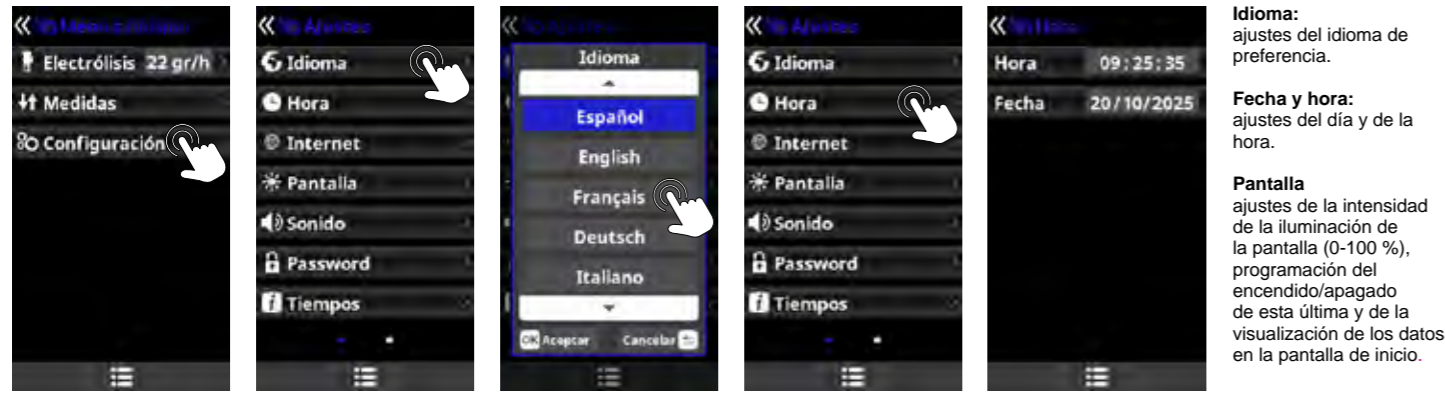 Electrólisis 22 gr/h
Medidas
Configuración
Ajustes
Idioma
Hora
Internet
Pantalla
Sonido
Password
Tiempos
Idioma
Español
English
Français
Deutsch
Italiano
OK Aceptar Cancelar
Ajustes
Idioma
Hora
Internet
Pantalla
Sonido
Password
Tiempos
Hora
Hora 09:25:35
Fecha 20/10/2025
Idioma:
ajustes del idioma de
preferencia.
Fecha y hora:
ajustes del día y de la
hora.
Pantalla
ajustes de la intensidad
de la iluminación de
la pantalla (0-100 %),
programación del
encendido/apagado
de esta última y de la
visualización de los datos
en la pantalla de inicio.